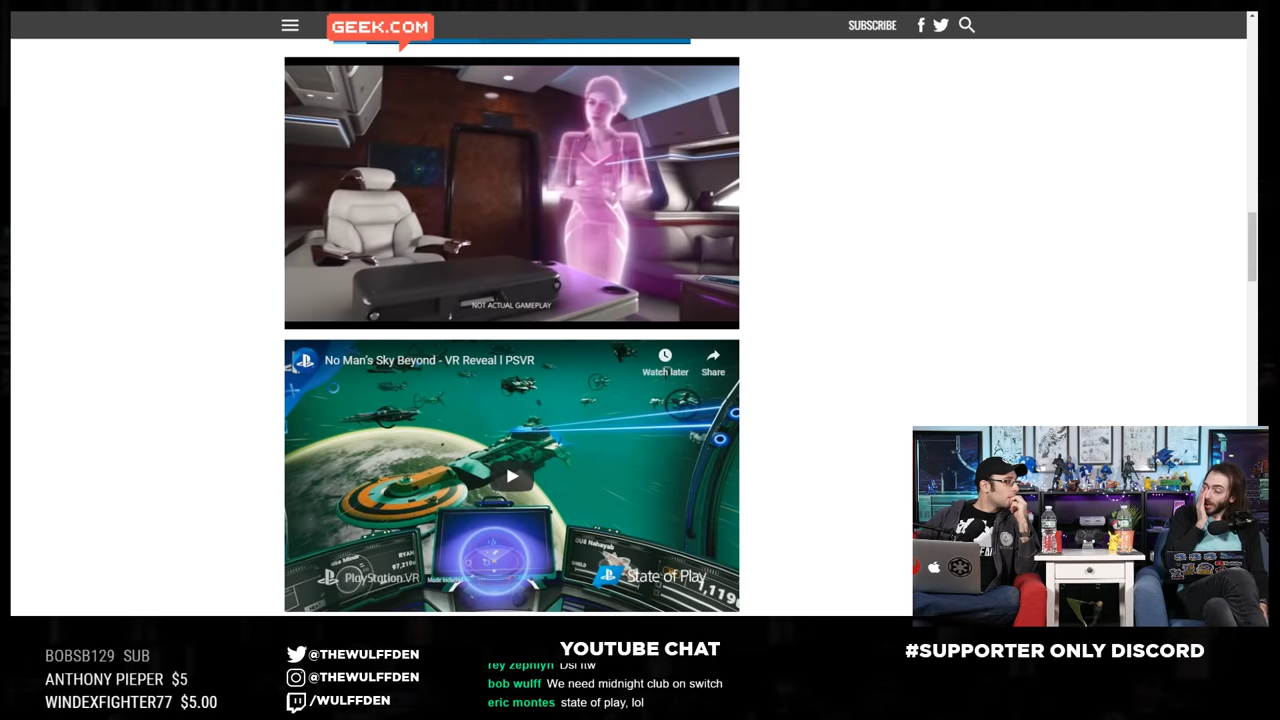 GEEK.COM
SUBSCRIBE
NOT ACTUAL GAMEPLAY
No Man's Sky Beyond - VR Reveal | PSVR
Watch later
Share
RYAN
PlayStation.VR
State of Play
#SUPPORTER ONLY DISCORD
YOUTUBE CHAT
BOBSB129 SUB
ANTHONY PIEPER $5
WINDEXFIGHTER77 $5.00
@THEWULFFDEN
@THEWULFFDEN
/WULFFDEN
bob wulff We need midnight club on switch
eric montes state of play, lol